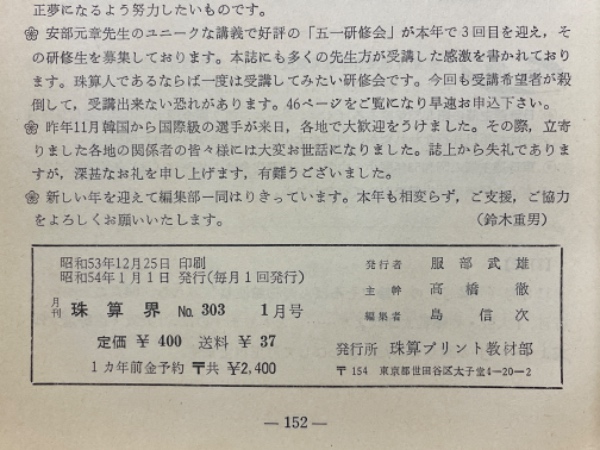 正夢になるよう努力したいものです。
❀ 安部元章先生のユニークな講義で好評の「五一研修会」が本年で3回目を迎え，そ
の研修生を募集しております。本誌にも多くの先生方が受講した感激を書かれており
ます。珠算人であるならば一度は受講してみたい研修会です。今回も受講希望者が殺
倒して，受講出来ない恐れがあります。46ページをご覧になり早速お申込下さい。
❀ 昨年11月韓国から国際級の選手が来日，各地で大歓迎をうけました。その際，立寄
りました各地の関係者の皆々様には大変お世話になりました。誌上から失礼でありま
すが，深甚なお礼を申し上げます，有難うございました。
❀ 新しい年を迎えて編集部一同はりきっています。本年も相変らず，ご支援，ご協力
をよろしくお願いいたします。 （鈴木重男）
昭和53年12月25日 印刷
昭和54年1月1日 発行(毎月1回発行)
月刊 珠算界 No. 303 1月号
定価 ￥400 送料 ￥37
1カ年前金予約 〒共 ￥2,400
発行者 服部武雄
主幹 高橋徹
編集者 島信次
発行所 珠算プリント教材部
〒154 東京都世田谷区太子堂4-20-2
— 152 —